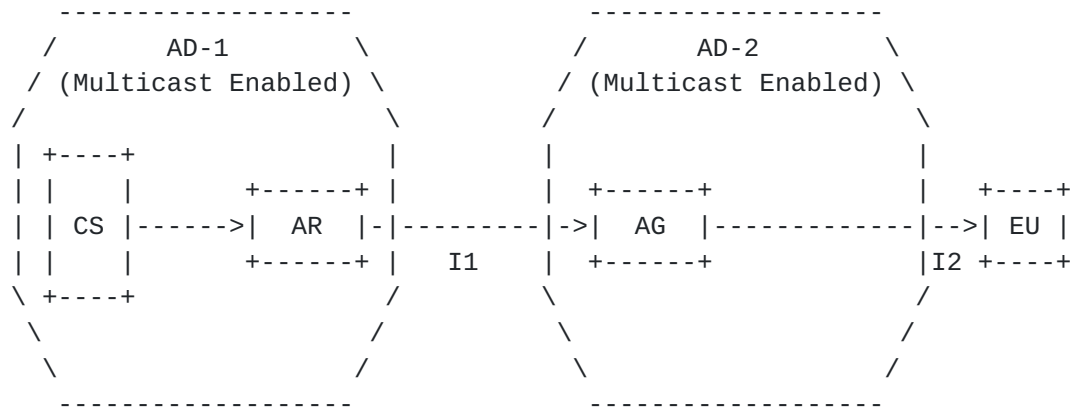 AD-1 AD-2
(Multicast Enabled) (Multicast Enabled)
CS AR AG EU
I1 I2